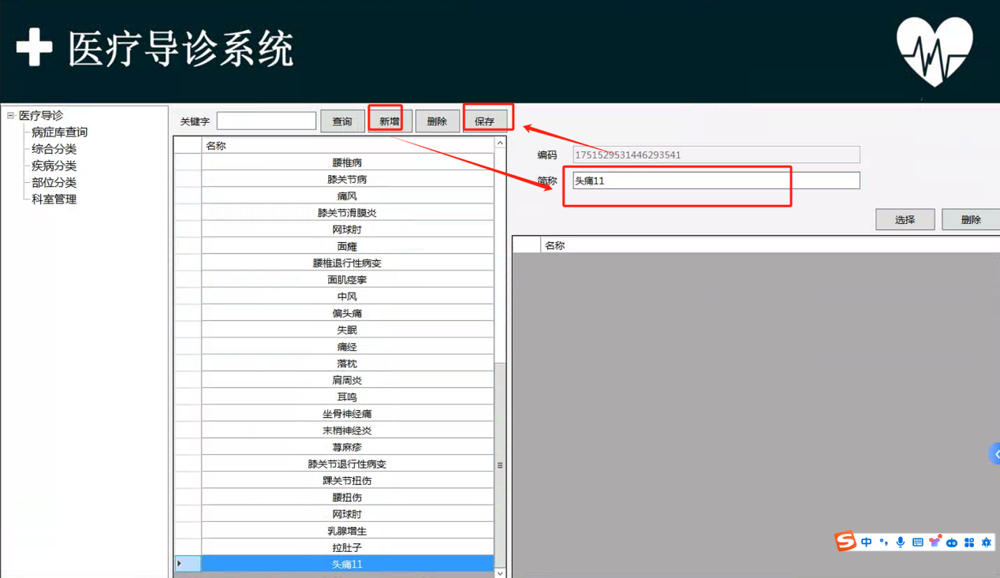 医疗导诊系统
医疗导诊
病症库查询
综合分类
疾病分类
部位分类
科室管理
关键字 查询 新增 删除 保存
名称
腰椎病
膝关节病
痛风
膝关节滑膜炎
网球肘
面瘫
腰椎退行性病变
面肌痉挛
中风
偏头痛
失眠
痛经
落枕
肩周炎
耳鸣
坐骨神经痛
末梢神经炎
荨麻疹
膝关节退行性病变
踝关节扭伤
腰扭伤
网球肘
乳腺增生
拉肚子
头痛11
编码 1751529531446293541
简称 头痛11
选择 删除
名称
S 中